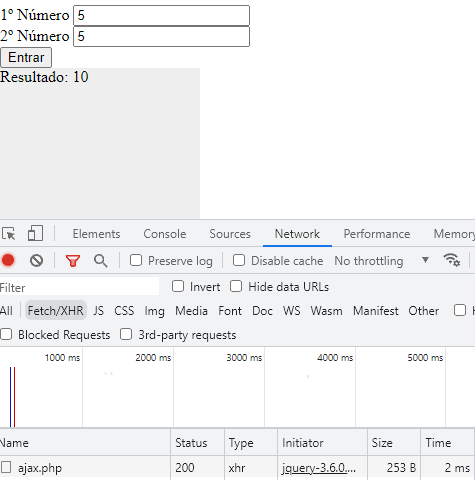 1º Número 5
2º Número 5
Entrar
Resultado: 10
Elements Console Sources Network Performance Memory
Preserve log Disable cache No throttling
Filter Invert Hide data URLs
All Fetch/XHR JS CSS Img Media Font Doc WS Wasm Manifest Other
Blocked Requests 3rd-party requests
1000 ms 2000 ms 3000 ms 4000 ms 5000 ms
Name Status Type Initiator Size Time
ajax.php 200 xhr jquery-3.6.0.... 253 B 2 ms